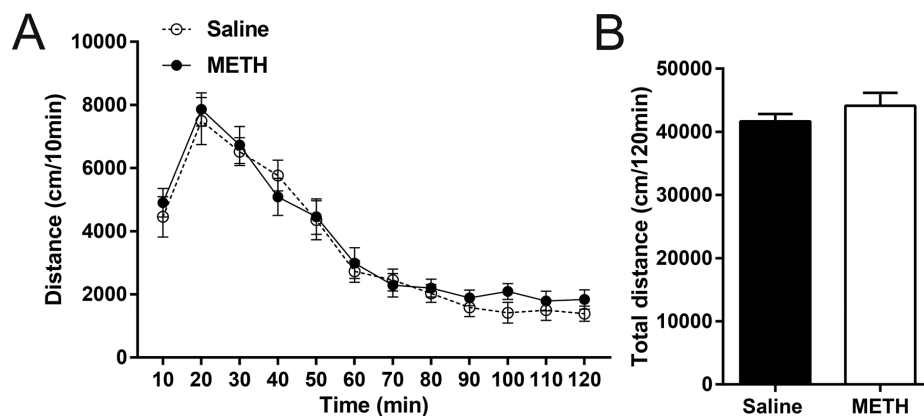 A
Saline
METH
10000
8000
6000
4000
2000
0
Distance (cm/10min)
10 20 30 40 50 60 70 80 90 100 110 120
Time (min)
B
50000
40000
30000
20000
10000
0
Total distance (cm/120min)
Saline METH